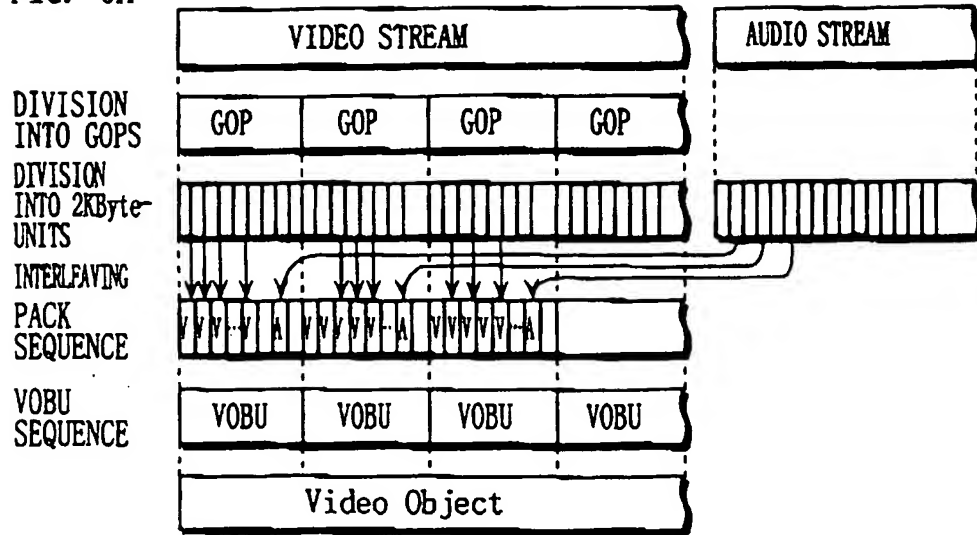 VIDEO STREAM
AUDIO STREAM
DIVISION
INTO GOPS
GOP GOP GOP GOP
DIVISION
INTO 2KByte-
UNITS
INTERLEAVING
PACK
SEQUENCE
V V V ··· V A V V V V V ··· A V V V V V ··· A
VOBU
SEQUENCE
VOBU VOBU VOBU VOBU
Video Object